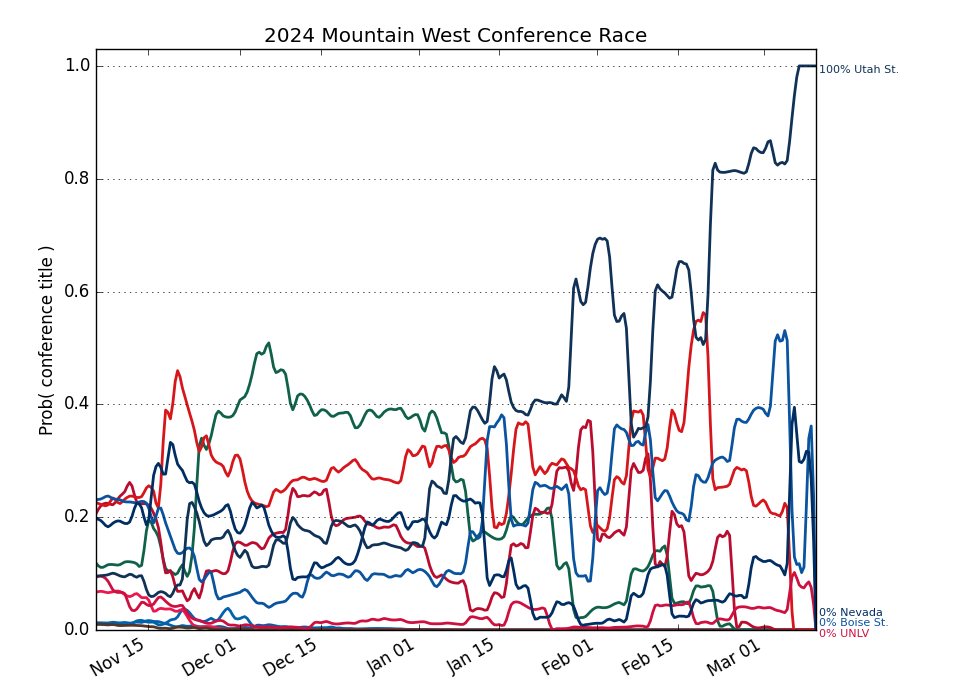 2024 Mountain West Conference Race
Prob( conference title )
1.0
0.8
0.6
0.4
0.2
0.0
100% Utah St.
0% Nevada
0% Boise St.
0% UNLV
Nov 15
Dec 01
Dec 15
Jan 01
Jan 15
Feb 01
Feb 15
Mar 01